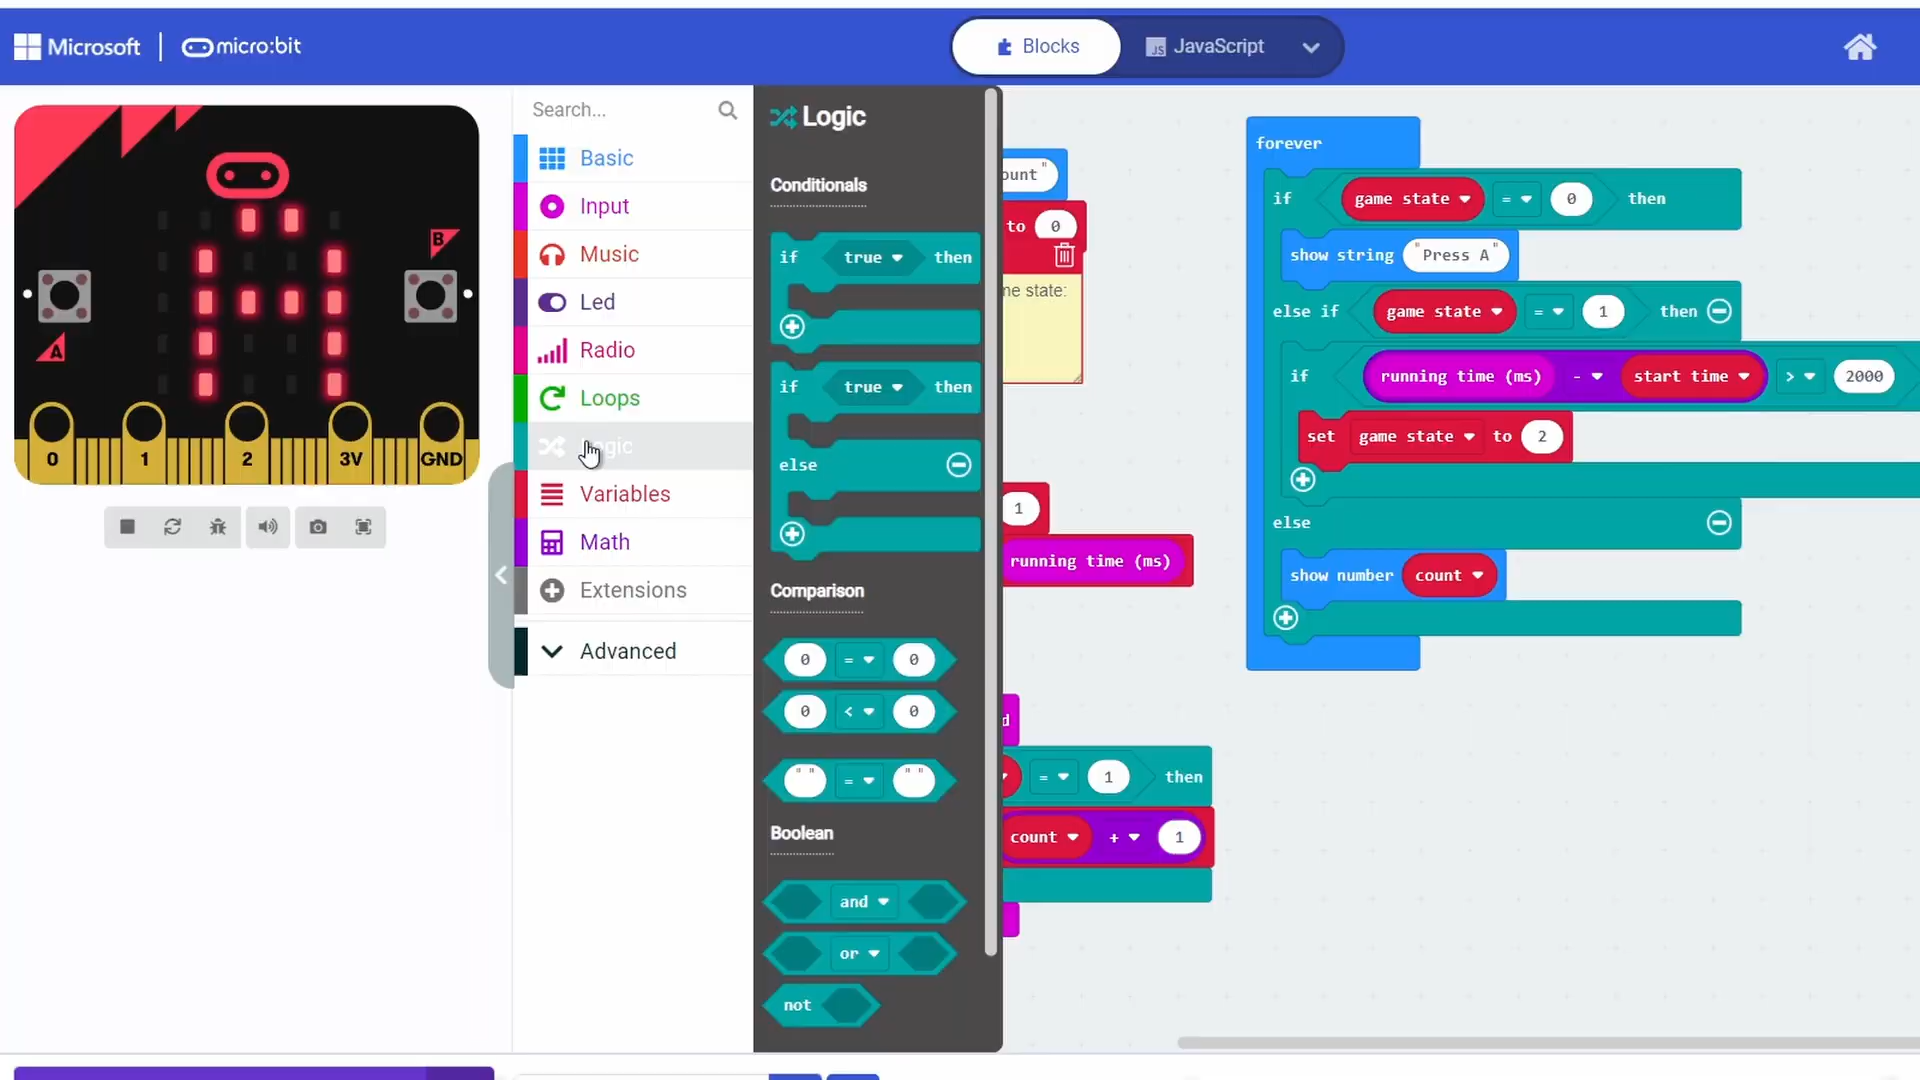 Microsoft
micro:bit
Blocks
JavaScript
B
A
0
1
2
3V
GND
Search...
Basic
Input
Music
Led
Radio
Loops
Logic
Variables
Math
Extensions
Advanced
Logic
Conditionals
if true then
if true then
else
Comparison
0 = 0
0 < 0
" " = " "
Boolean
and
or
not
ount "
to 0
me state:
1
running time (ms)
d
= 1 then
count + 1
forever
if game state = 0 then
show string "Press A"
else if game state = 1 then
if running time (ms) - start time > 2000
set game state to 2
else
show number count